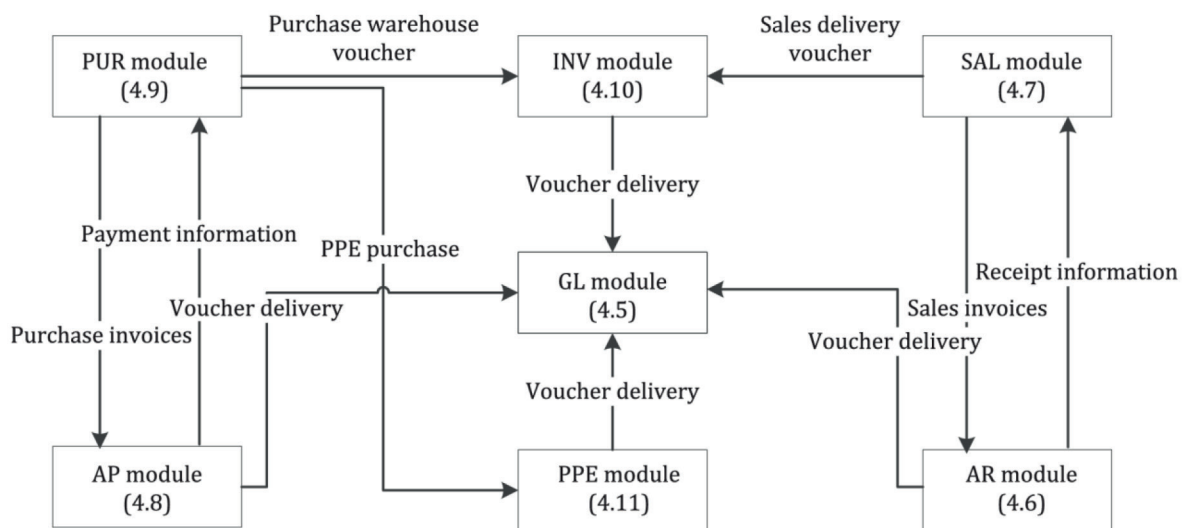 Purchase warehouse
voucher
Sales delivery
voucher
PUR module
(4.9)
INV module
(4.10)
SAL module
(4.7)
Voucher delivery
Payment information
PPE purchase
GL module
(4.5)
Receipt information
Voucher delivery
Sales invoices
Purchase invoices
Voucher delivery
Voucher delivery
AP module
(4.8)
PPE module
(4.11)
AR module
(4.6)